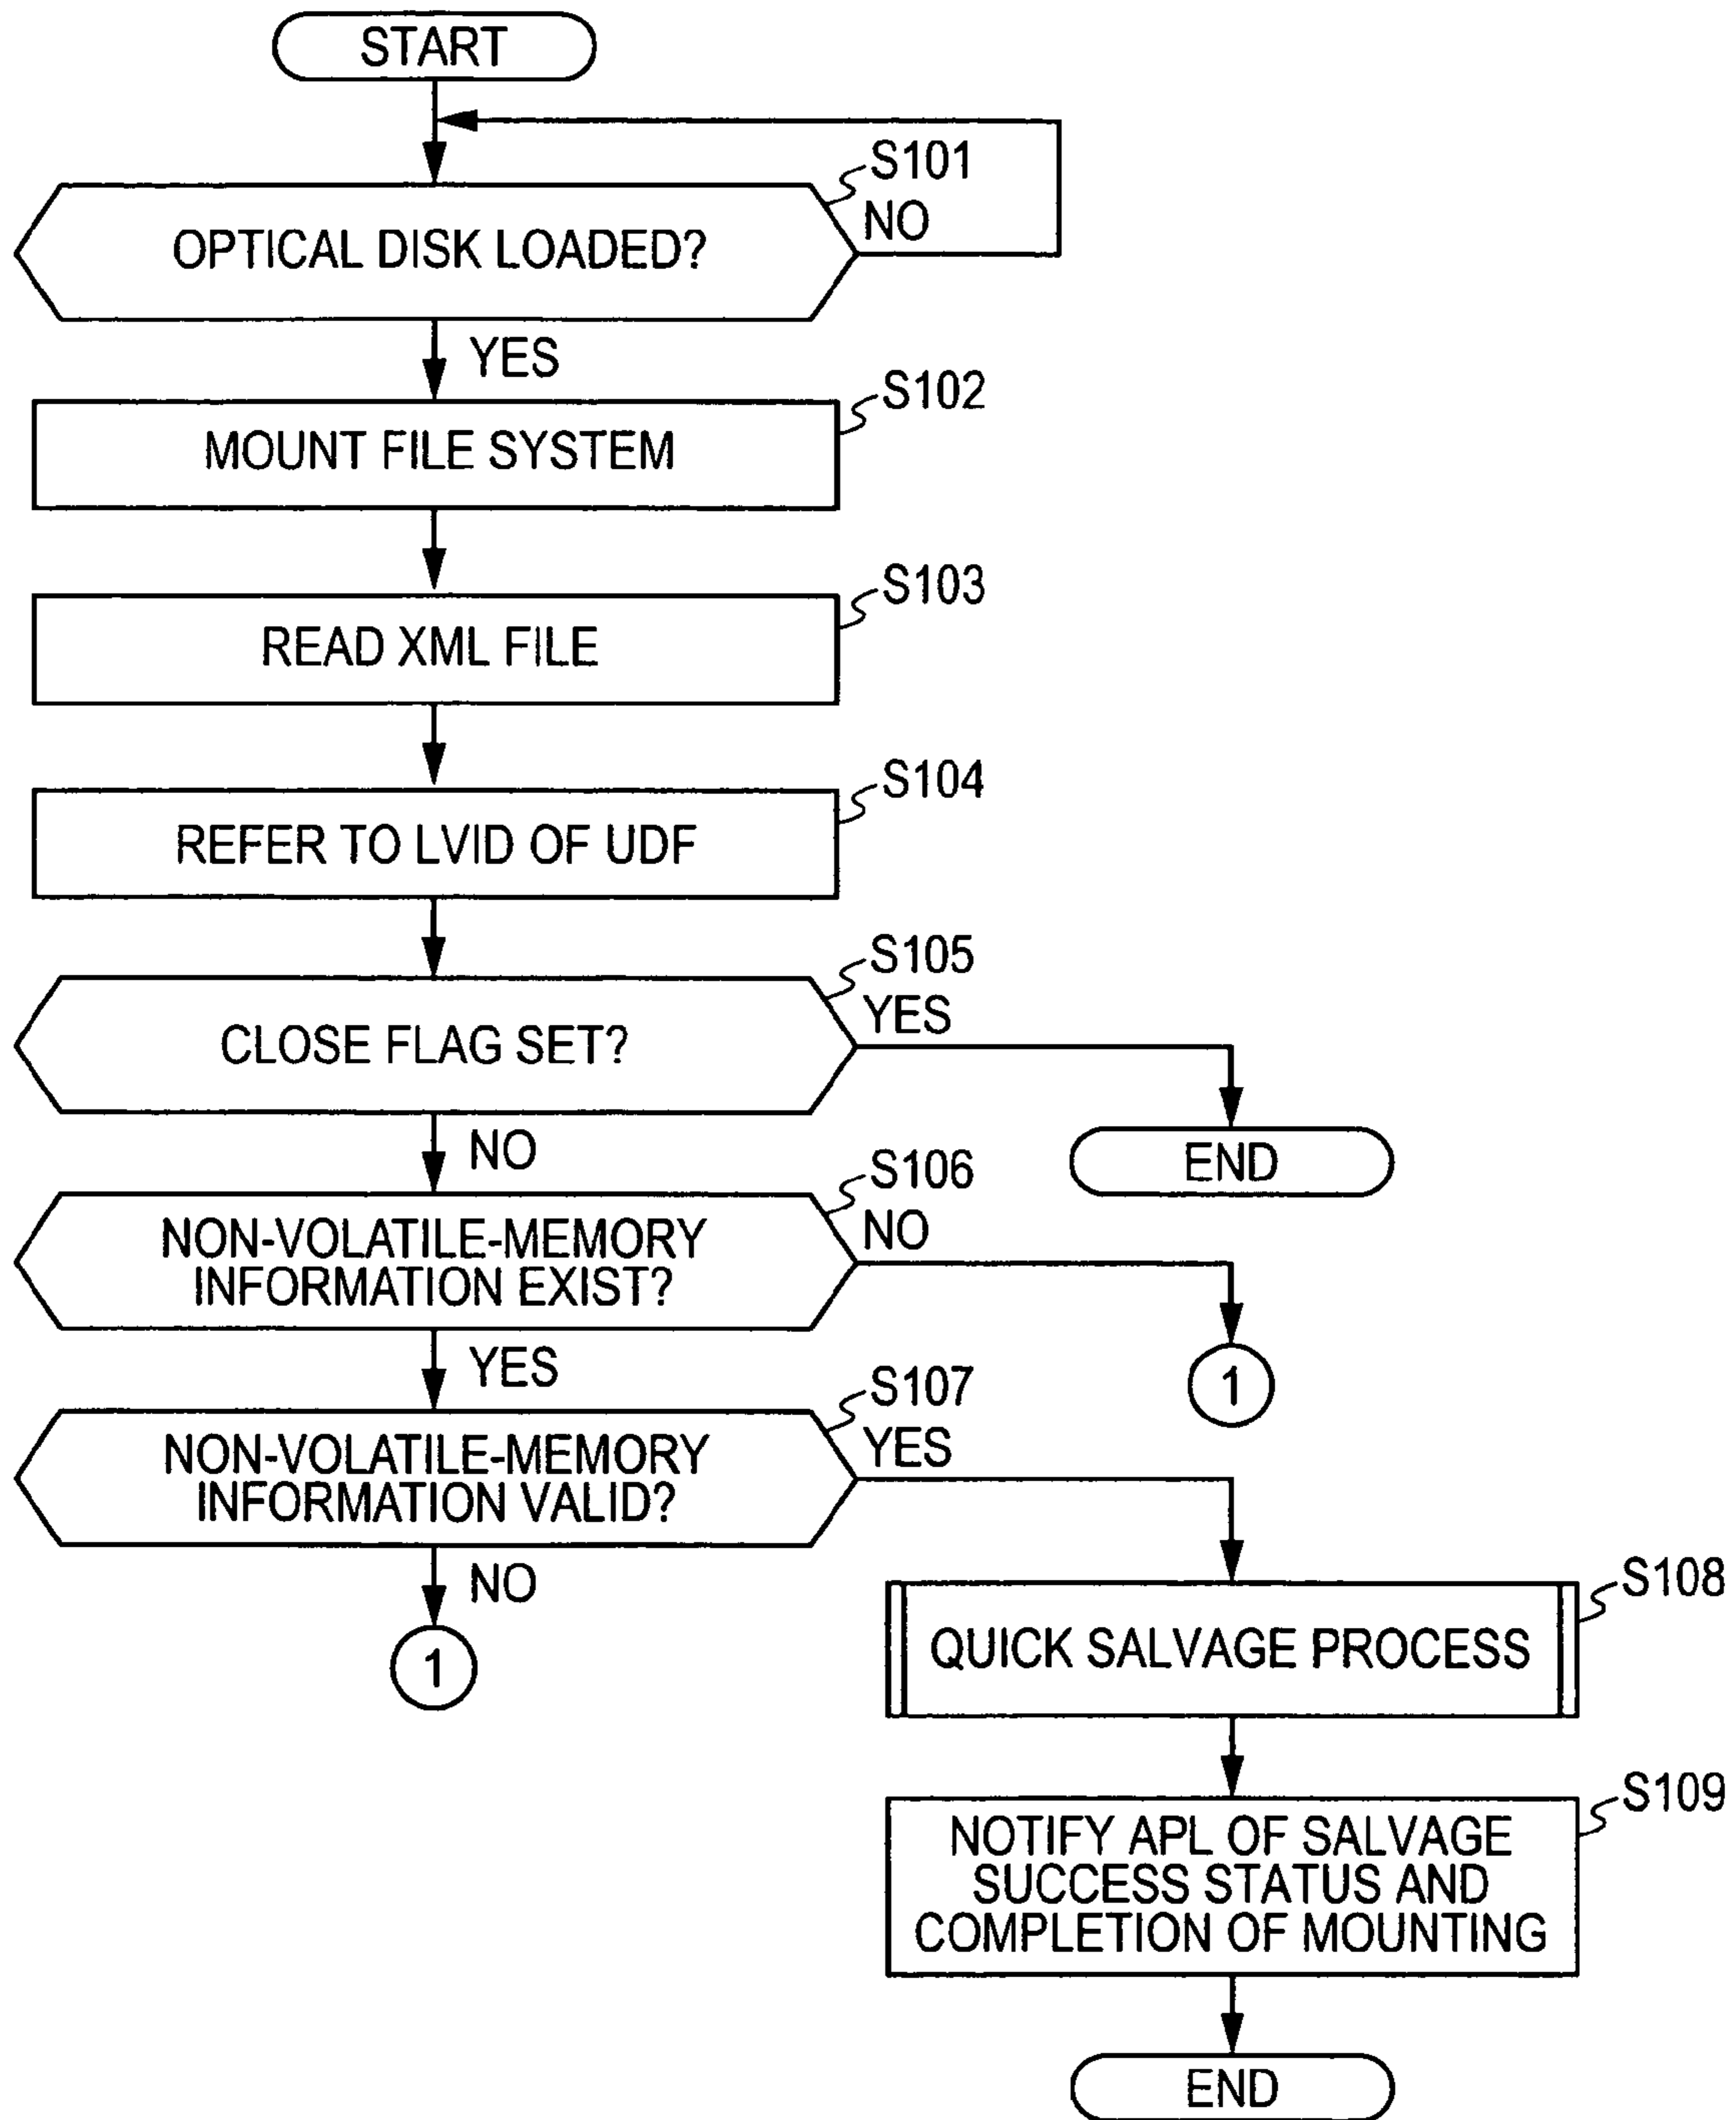 START
S101
NO
OPTICAL DISK LOADED?
YES
S102
MOUNT FILE SYSTEM
S103
READ XML FILE
S104
REFER TO LVID OF UDF
S105
YES
CLOSE FLAG SET?
NO
END
S106
NO
NON-VOLATILE-MEMORY
INFORMATION EXIST?
YES
1
S107
YES
NON-VOLATILE-MEMORY
INFORMATION VALID?
NO
1
S108
QUICK SALVAGE PROCESS
S109
NOTIFY APL OF SALVAGE
SUCCESS STATUS AND
COMPLETION OF MOUNTING
END